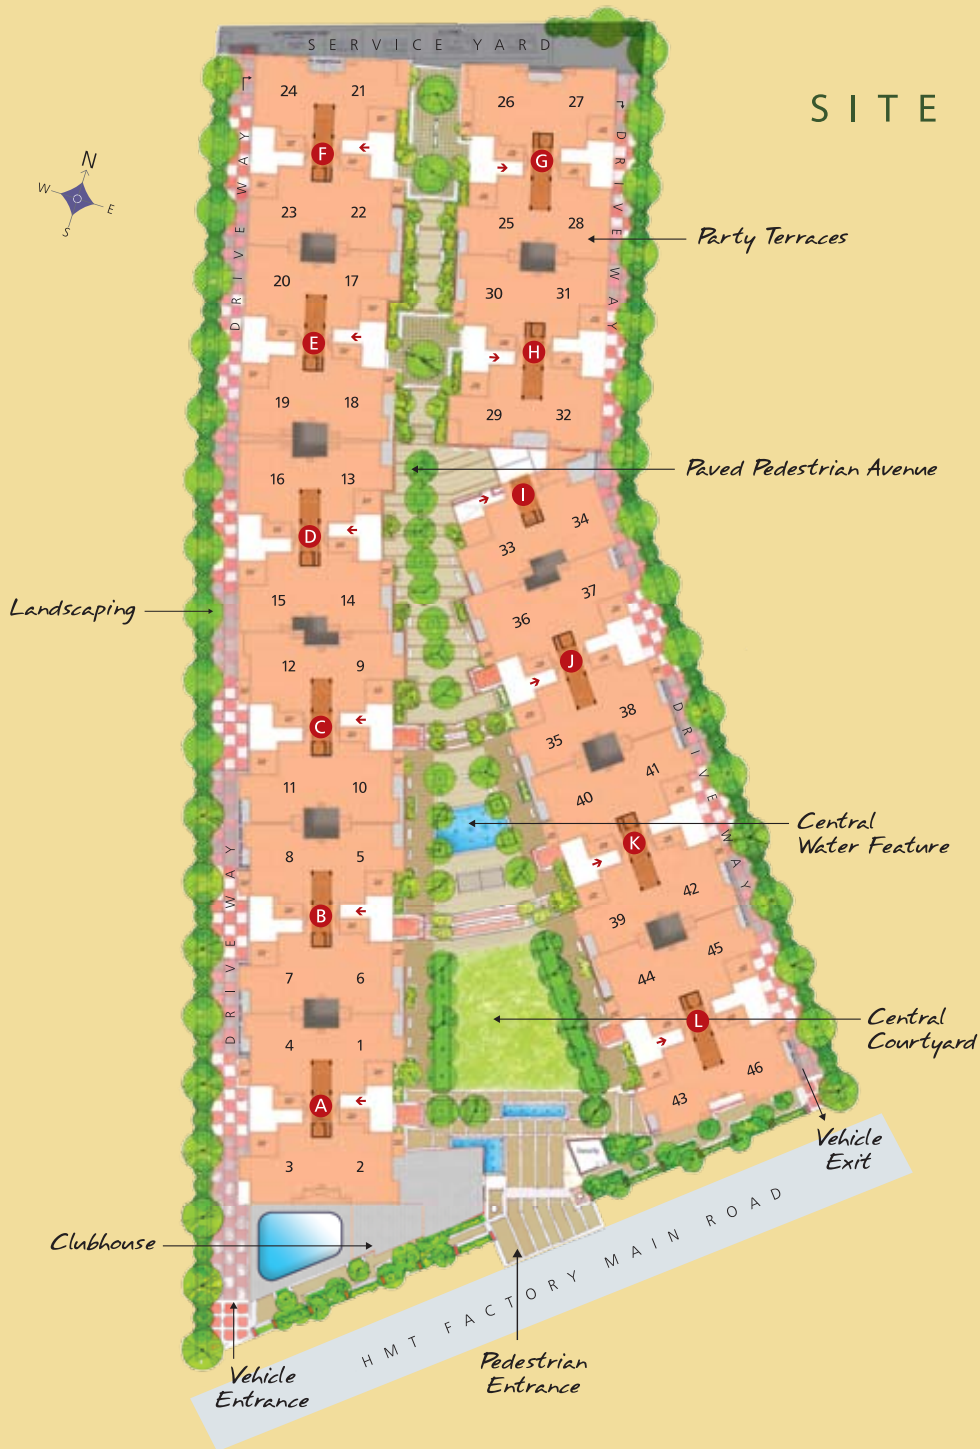 SERVICE YARD
SITE
N
W
E
S
24 21
26 27
F
G
DRIVE WAY
DRIVE WAY
23 22
25 28
Party Terraces
20 17
30 31
E
H
19 18
29 32
Paved Pedestrian Avenue
16 13
I
34
33
D
15 14
37
36
Landscaping
12 9
J
C
38
35
DRIVE WAY
11 10
41
40
Central
Water Feature
8 5
K
B
42
39
DRIVE WAY
7 6
45
44
4 1
L
Central
Courtyard
A
46
43
3 2
Security
Vehicle
Exit
Clubhouse
HMT FACTORY MAIN ROAD
Vehicle
Entrance
Pedestrian
Entrance